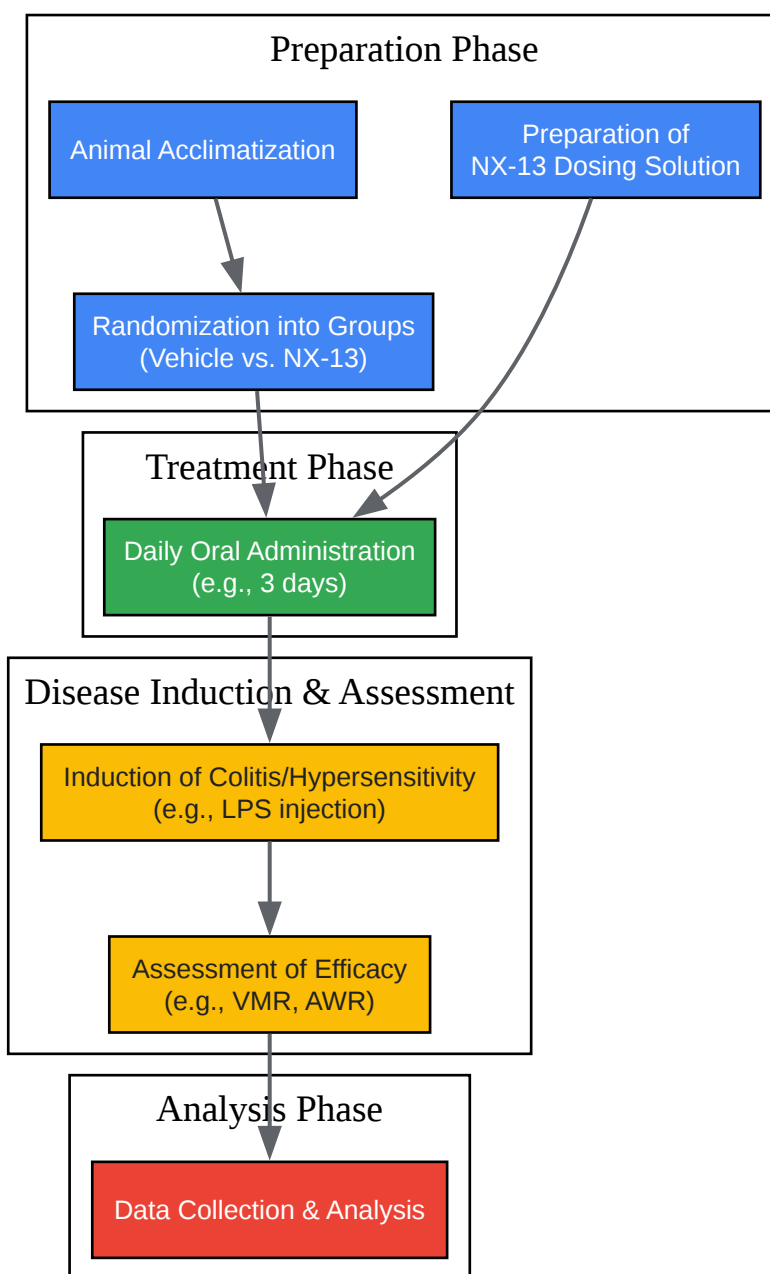 Preparation Phase
Animal Acclimatization
Preparation of
NX-13 Dosing Solution
Randomization into Groups
(Vehicle vs. NX-13)
Treatment Phase
Daily Oral Administration
(e.g., 3 days)
Disease Induction & Assessment
Induction of Colitis/Hypersensitivity
(e.g., LPS injection)
Assessment of Efficacy
(e.g., VMR, AWR)
Analysis Phase
Data Collection & Analysis